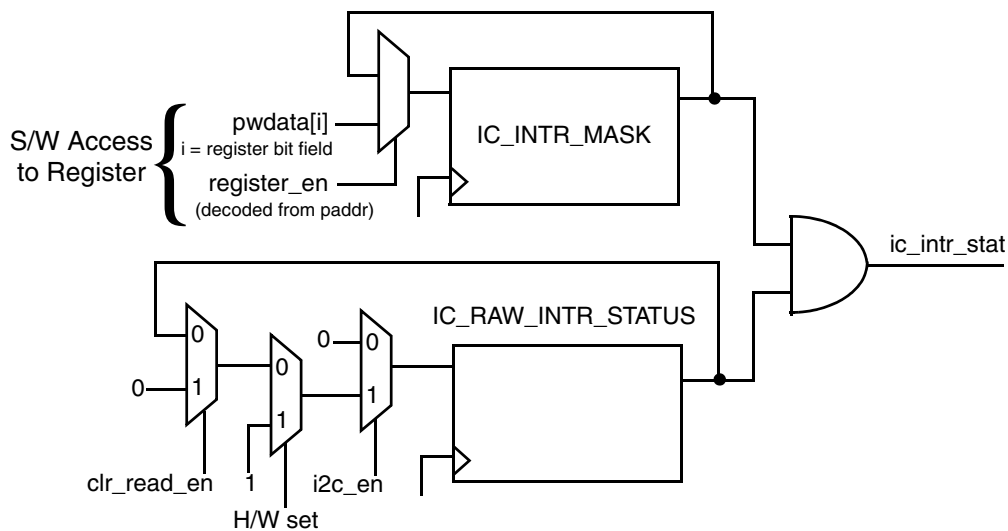 S/W Access
to Register
pwdata[i]
i = register bit field
register_en
(decoded from paddr)
IC_INTR_MASK
ic_intr_stat
IC_RAW_INTR_STATUS
0
0
0
0
0
1
1
1
clr_read_en
1
i2c_en
H/W set